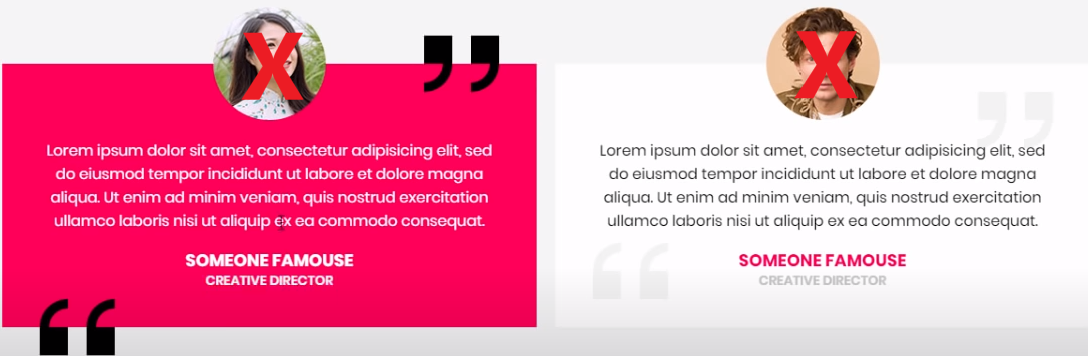 X
”
Lorem ipsum dolor sit amet, consectetur adipisicing elit, sed
do eiusmod tempor incididunt ut labore et dolore magna
aliqua. Ut enim ad minim veniam, quis nostrud exercitation
ullamco laboris nisi ut aliquip ex ea commodo consequat.
SOMEONE FAMOUSE
CREATIVE DIRECTOR
“
X
”
Lorem ipsum dolor sit amet, consectetur adipisicing elit, sed
do eiusmod tempor incididunt ut labore et dolore magna
aliqua. Ut enim ad minim veniam, quis nostrud exercitation
ullamco laboris nisi ut aliquip ex ea commodo consequat.
SOMEONE FAMOUSE
CREATIVE DIRECTOR
“